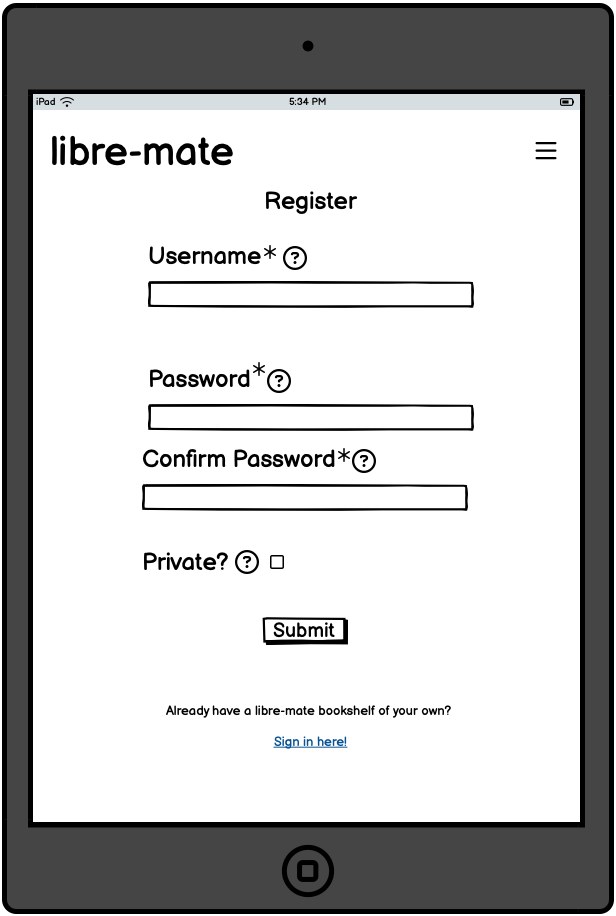 iPad 5:34 PM
libre-mate
Register
Username* ?
Password* ?
Confirm Password* ?
Private? ?
Submit
Already have a libre-mate bookshelf of your own?
Sign in here!